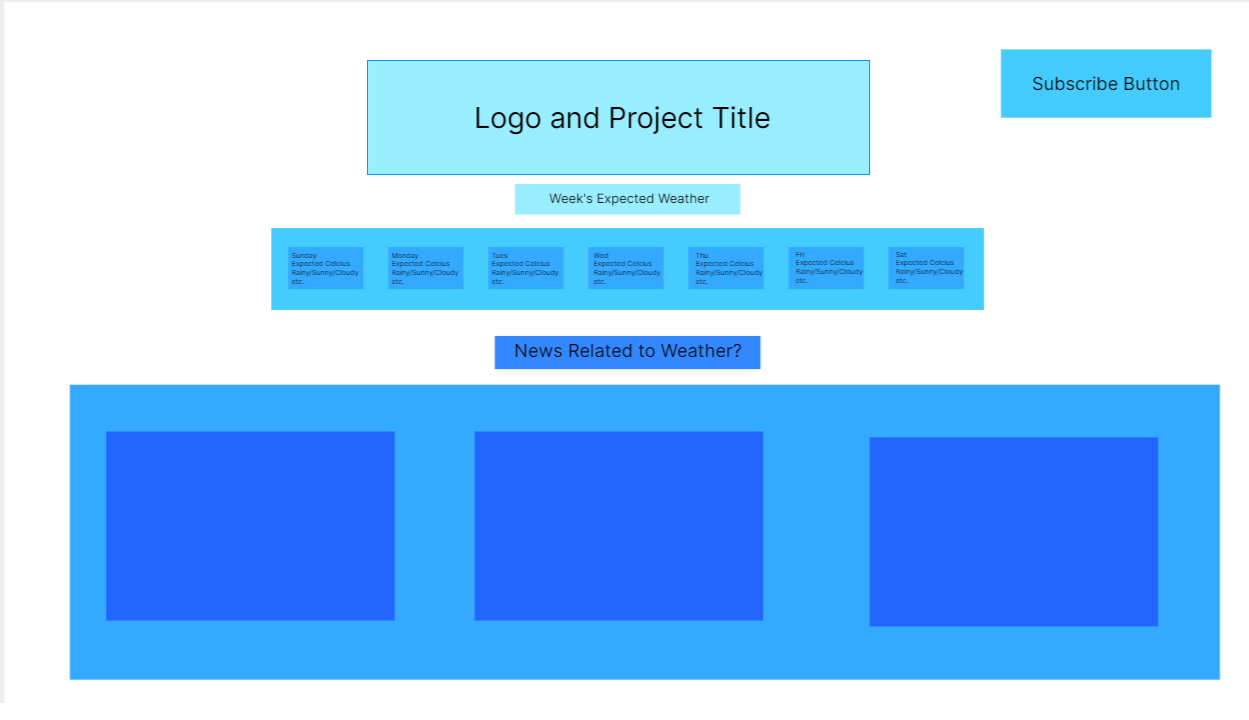 Subscribe Button
Logo and Project Title
Week's Expected Weather
Sunday
Expected Celcius
Rainy/Sunny/Cloudy
etc.
Monday
Expected Celcius
Rainy/Sunny/Cloudy
etc.
Tues
Expected Celcius
Rainy/Sunny/Cloudy
etc.
Wed
Expected Celcius
Rainy/Sunny/Cloudy
etc.
Thu
Expected Celcius
Rainy/Sunny/Cloudy
etc.
Fri
Expected Celcius
Rainy/Sunny/Cloudy
etc.
Sat
Expected Celcius
Rainy/Sunny/Cloudy
etc.
News Related to Weather?